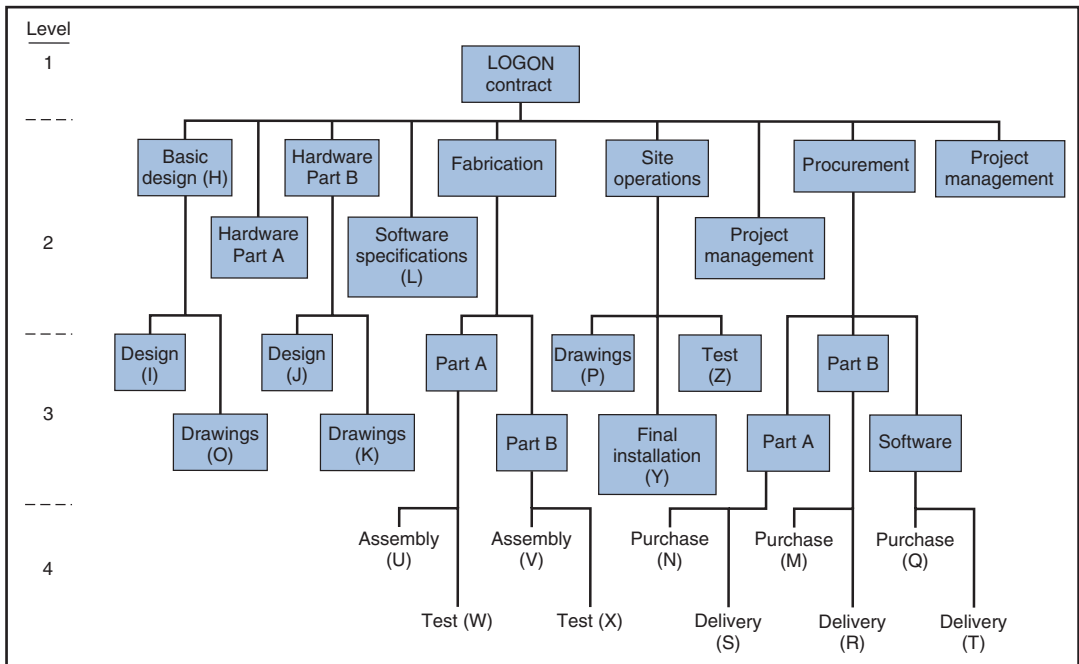 Level
1
LOGON
contract
Basic
design (H)
Hardware
Part B
Fabrication
Site
operations
Procurement
Project
management
2
Hardware
Part A
Software
specifications
(L)
Project
management
Design
(I)
Design
(J)
Part A
Drawings
(P)
Test
(Z)
Part B
3
Drawings
(O)
Drawings
(K)
Part B
Final
installation
(Y)
Part A
Software
4
Assembly
(U)
Assembly
(V)
Purchase
(N)
Purchase
(M)
Purchase
(Q)
Test (W)
Test (X)
Delivery
(S)
Delivery
(R)
Delivery
(T)